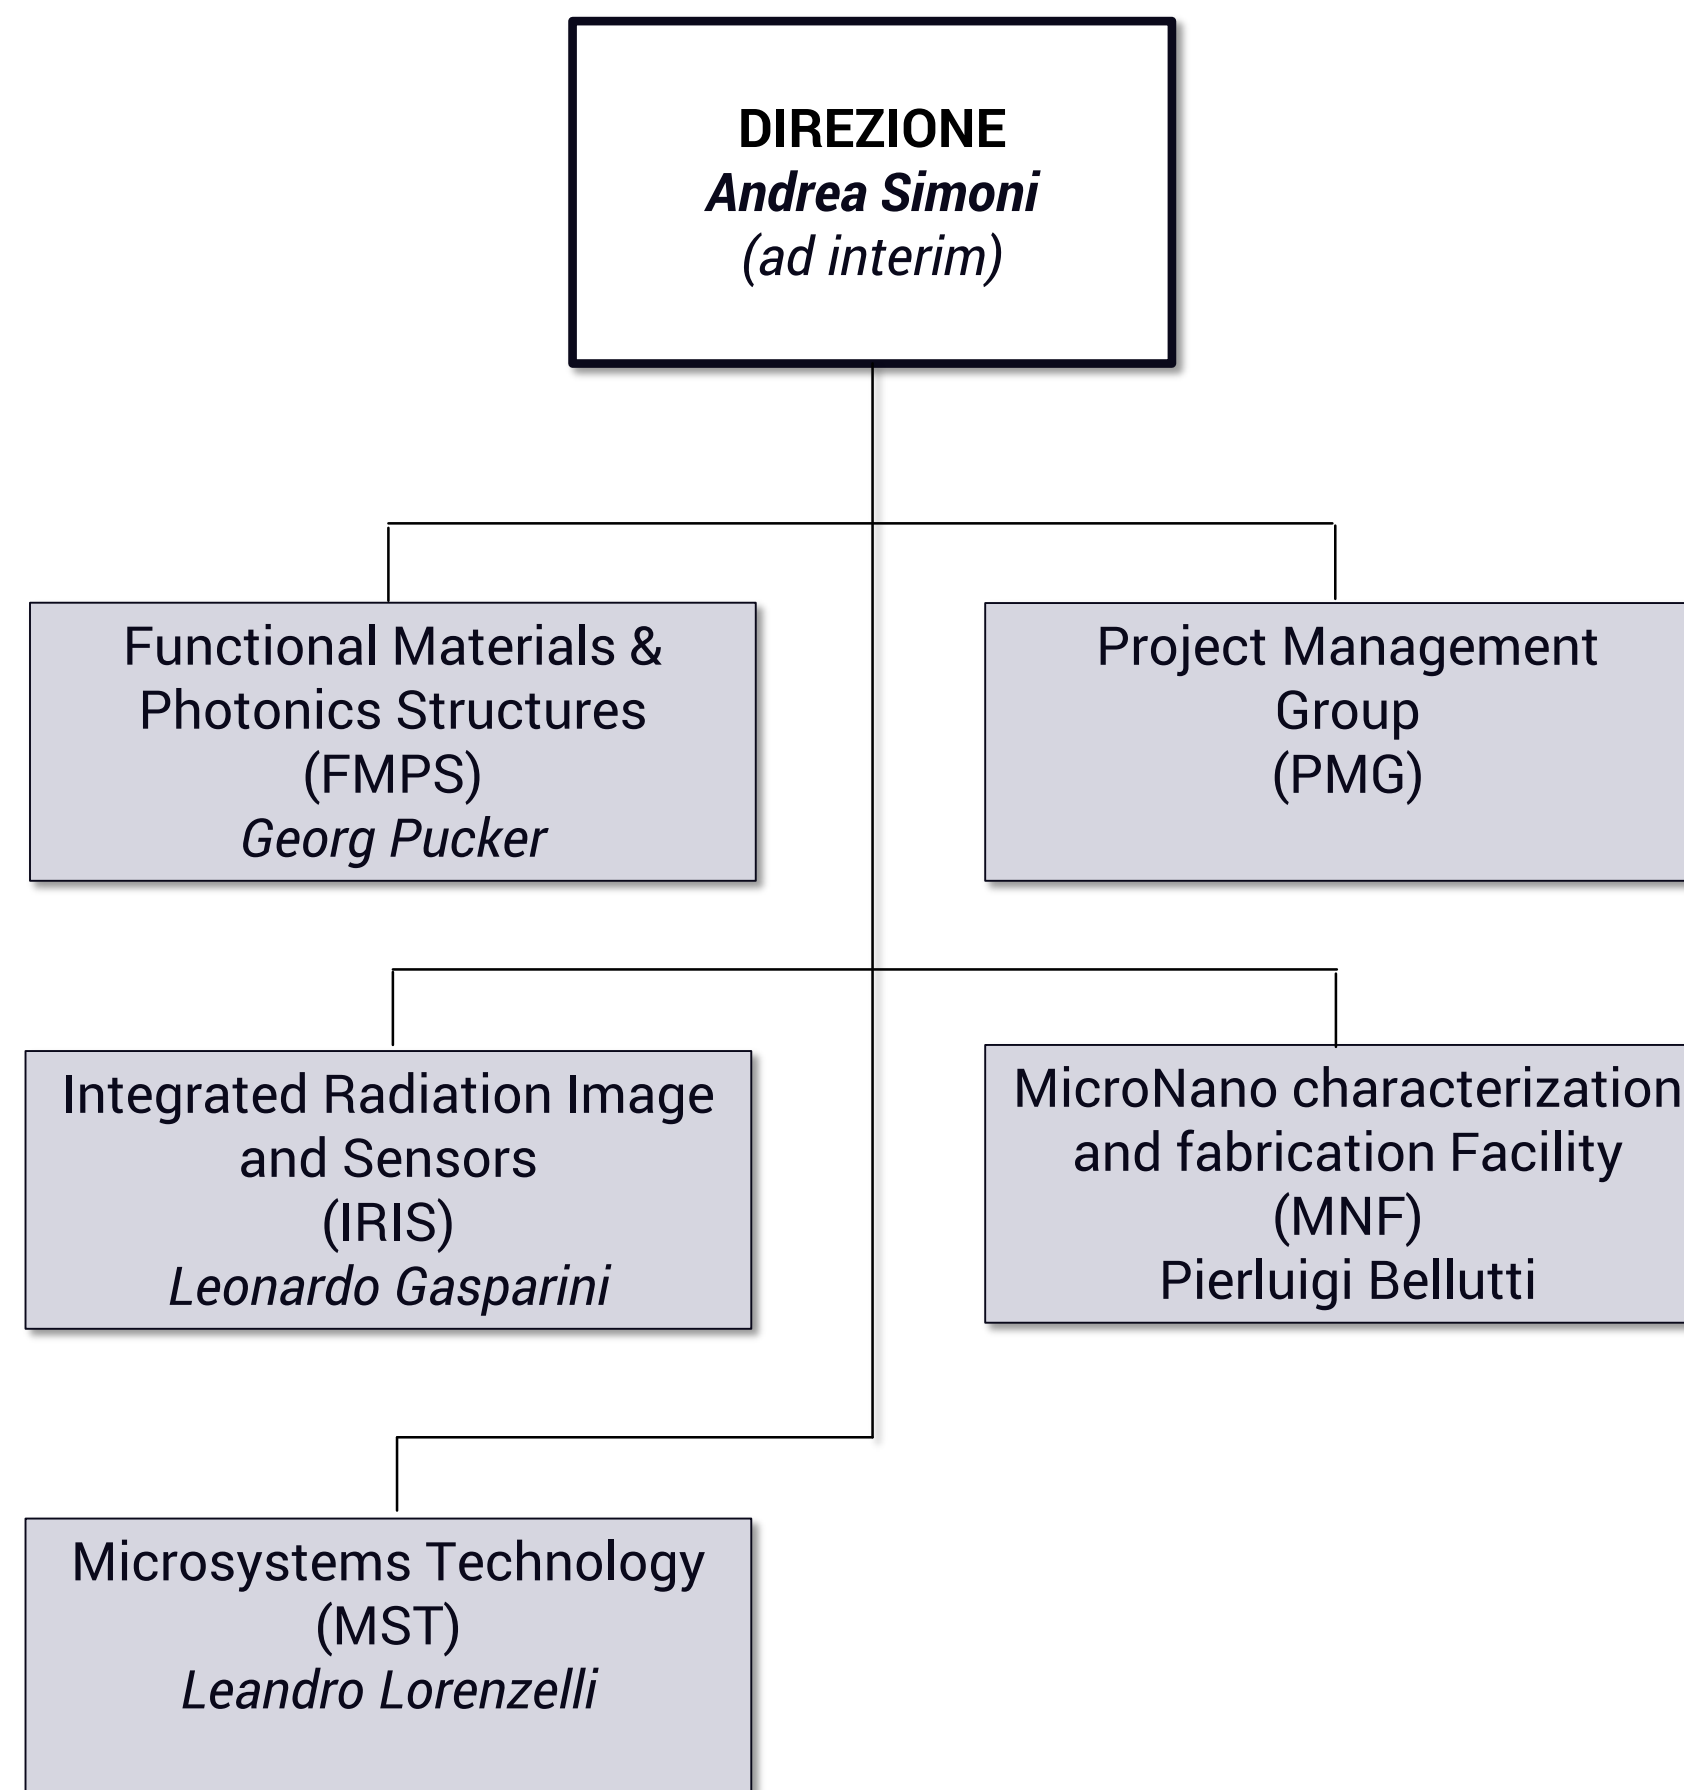 DIREZIONE
Andrea Simoni
(ad interim)
Functional Materials &
Photonics Structures
(FMPS)
Georg Pucker
Project Management
Group
(PMG)
Integrated Radiation Image
and Sensors
(IRIS)
Leonardo Gasparini
MicroNano characterization
and fabrication Facility
(MNF)
Pierluigi Bellutti
Microsystems Technology
(MST)
Leandro Lorenzelli